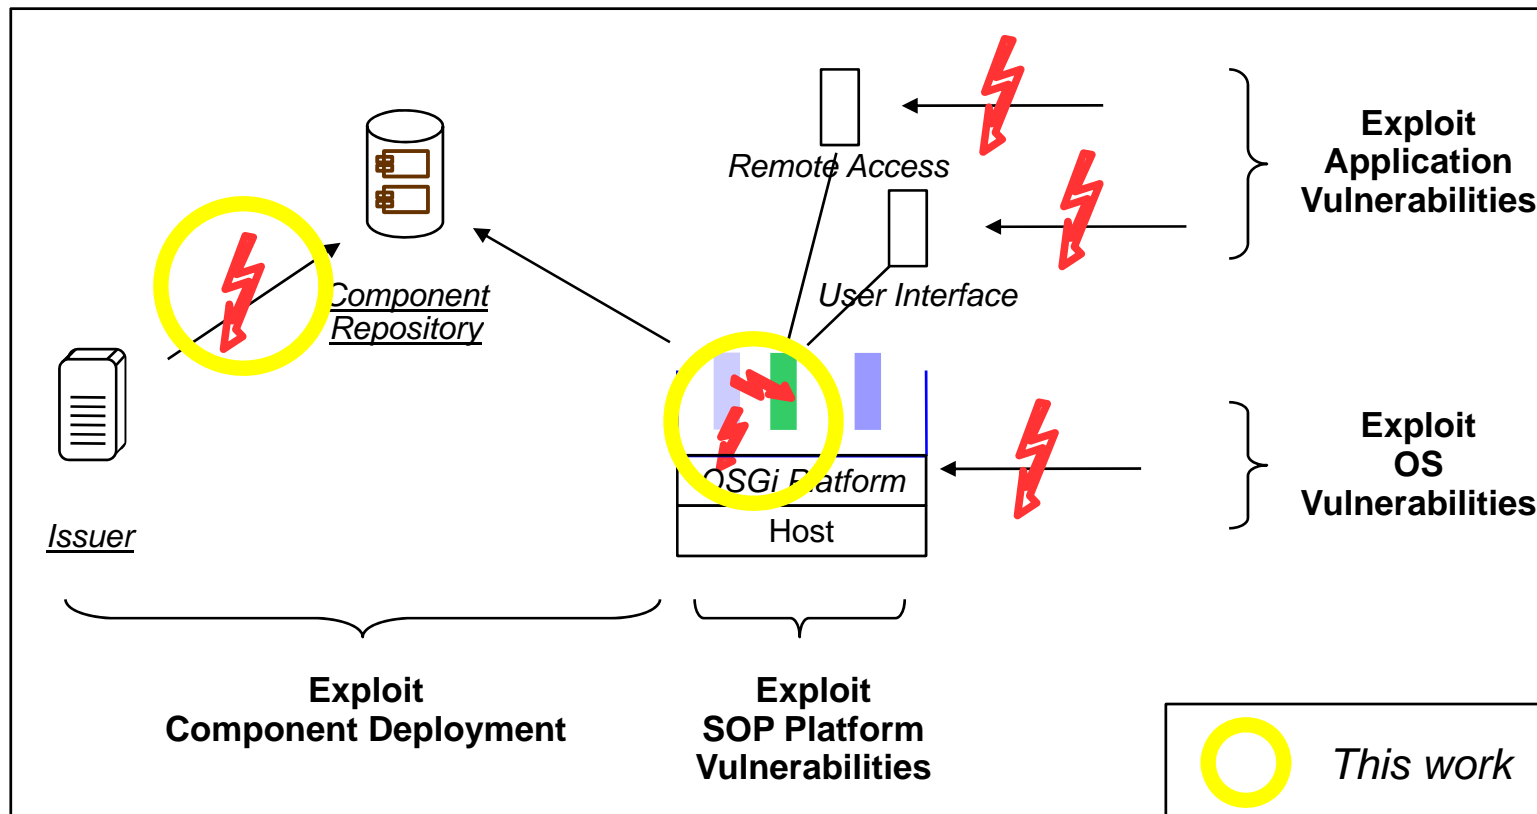 Remote Access
Exploit
Application
Vulnerabilities
User Interface
Component
Repository
OSGi Platform
Host
Exploit
OS
Vulnerabilities
Issuer
Exploit
Component Deployment
Exploit
SOP Platform
Vulnerabilities
This work